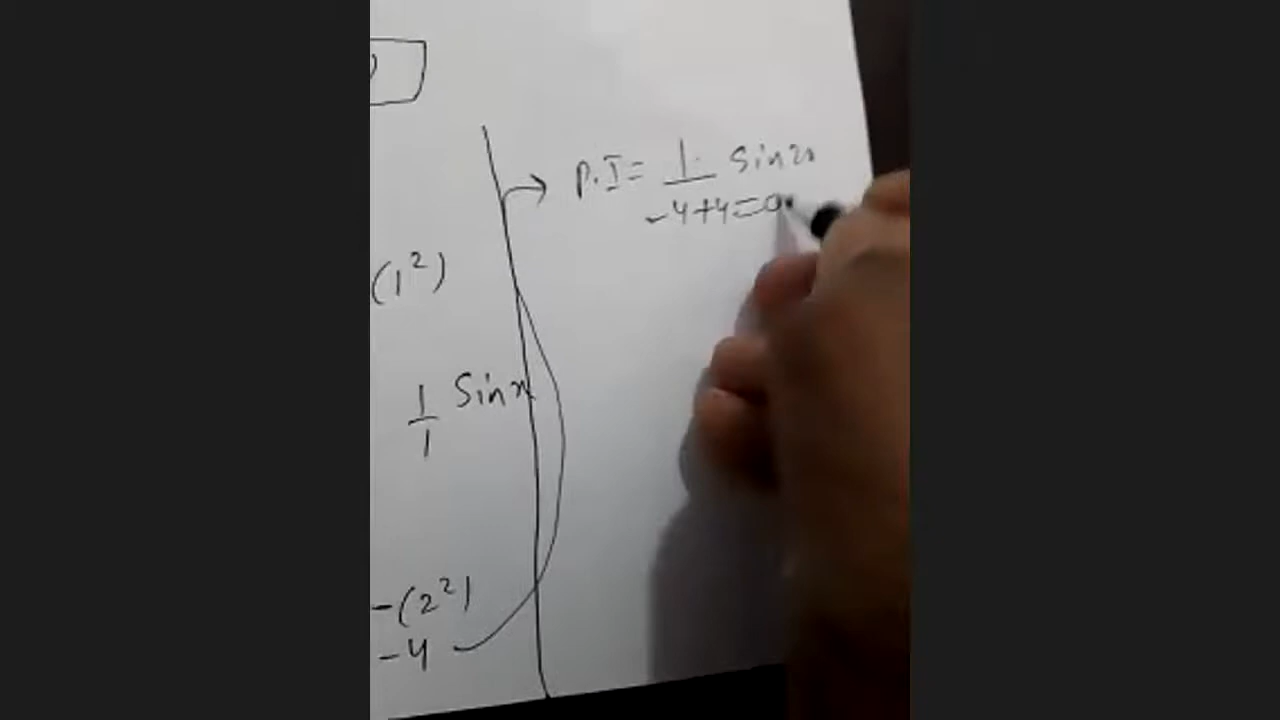 P.I = 1 sin2x
-4+4=0
(1²)
1 Sinx
1
-(2²)
-4